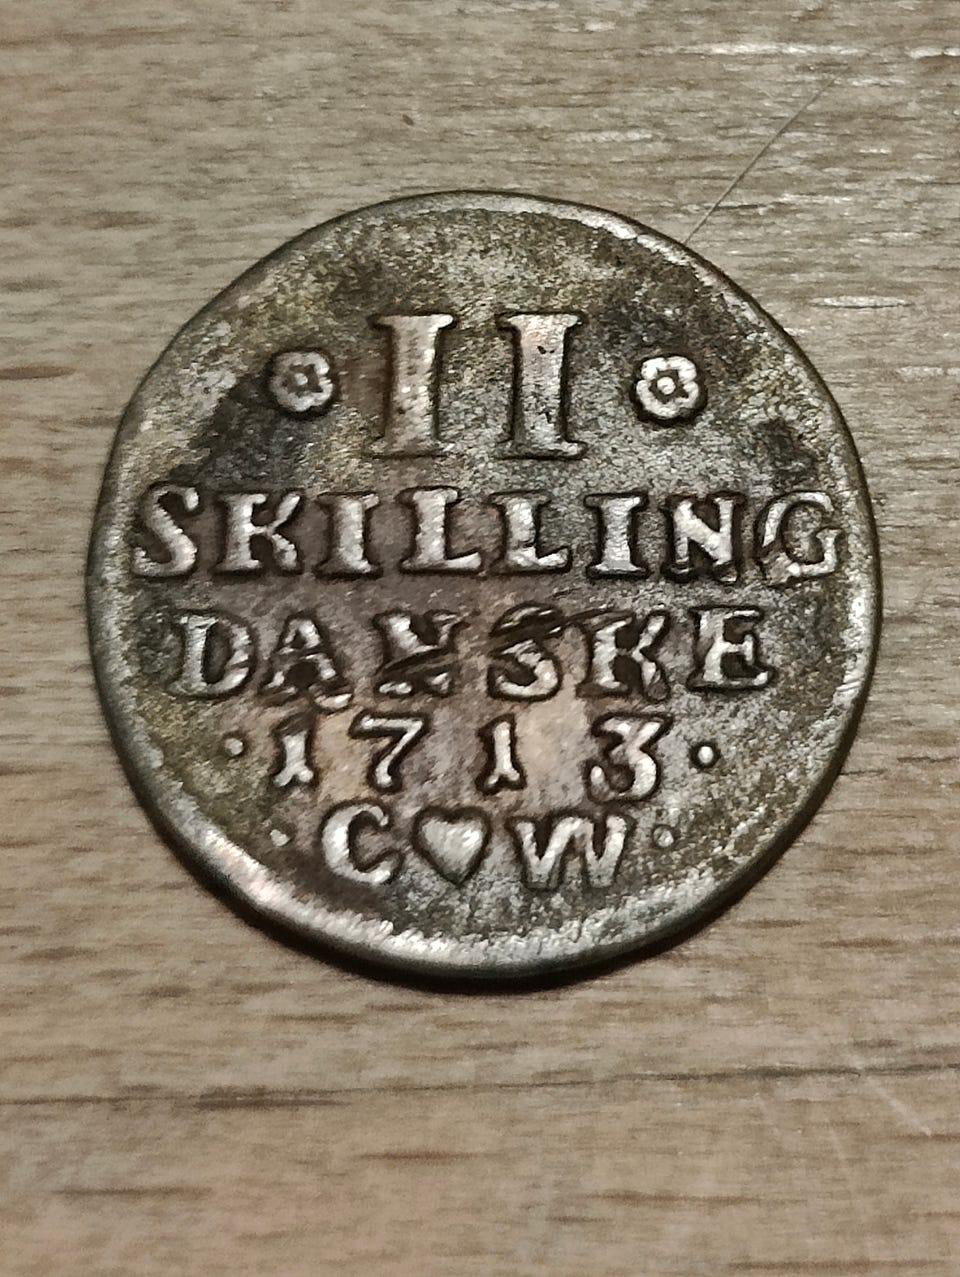 II
SKILLING
DANSKE
·1713·
·C♥W·